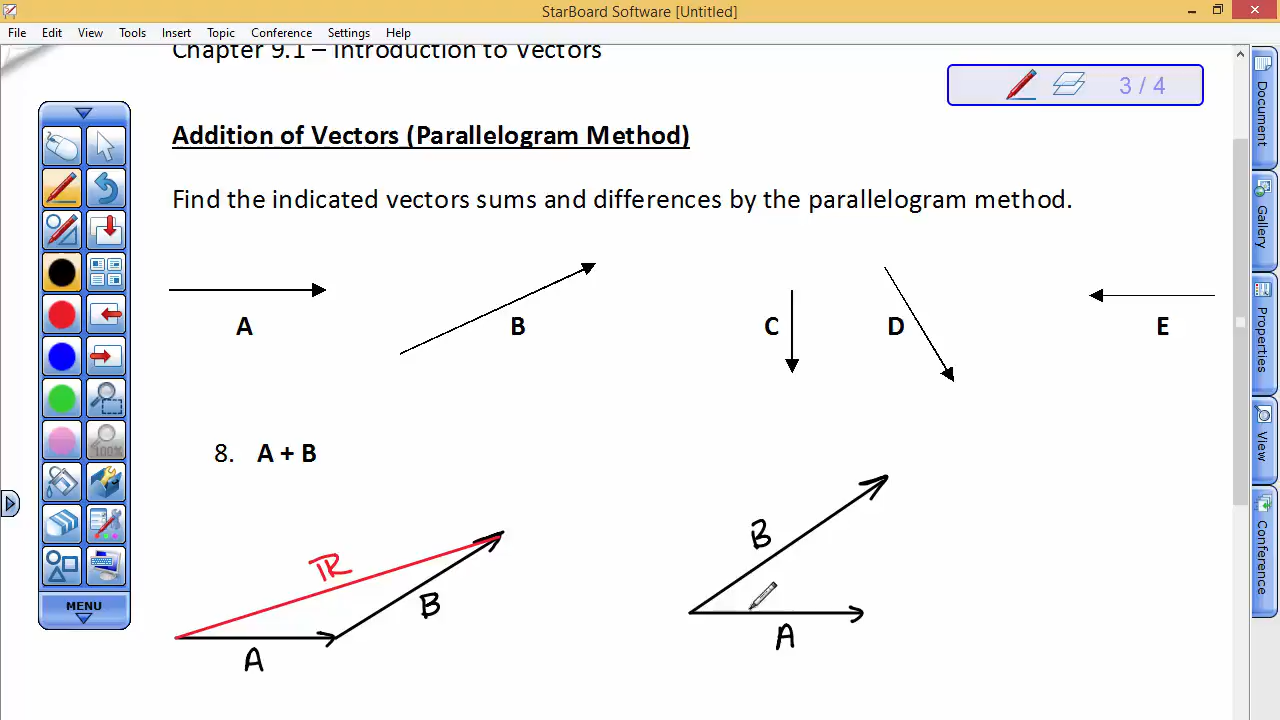 StarBoard Software [Untitled]
File Edit View Tools Insert Topic Conference Settings Help
Chapter 9.1 – Introduction to Vectors
3 / 4
Addition of Vectors (Parallelogram Method)
Find the indicated vectors sums and differences by the parallelogram method.
A
B
C
D
E
8. A + B
R
B
A
B
A
100%
MENU
Document
Gallery
Properties
View
Conference